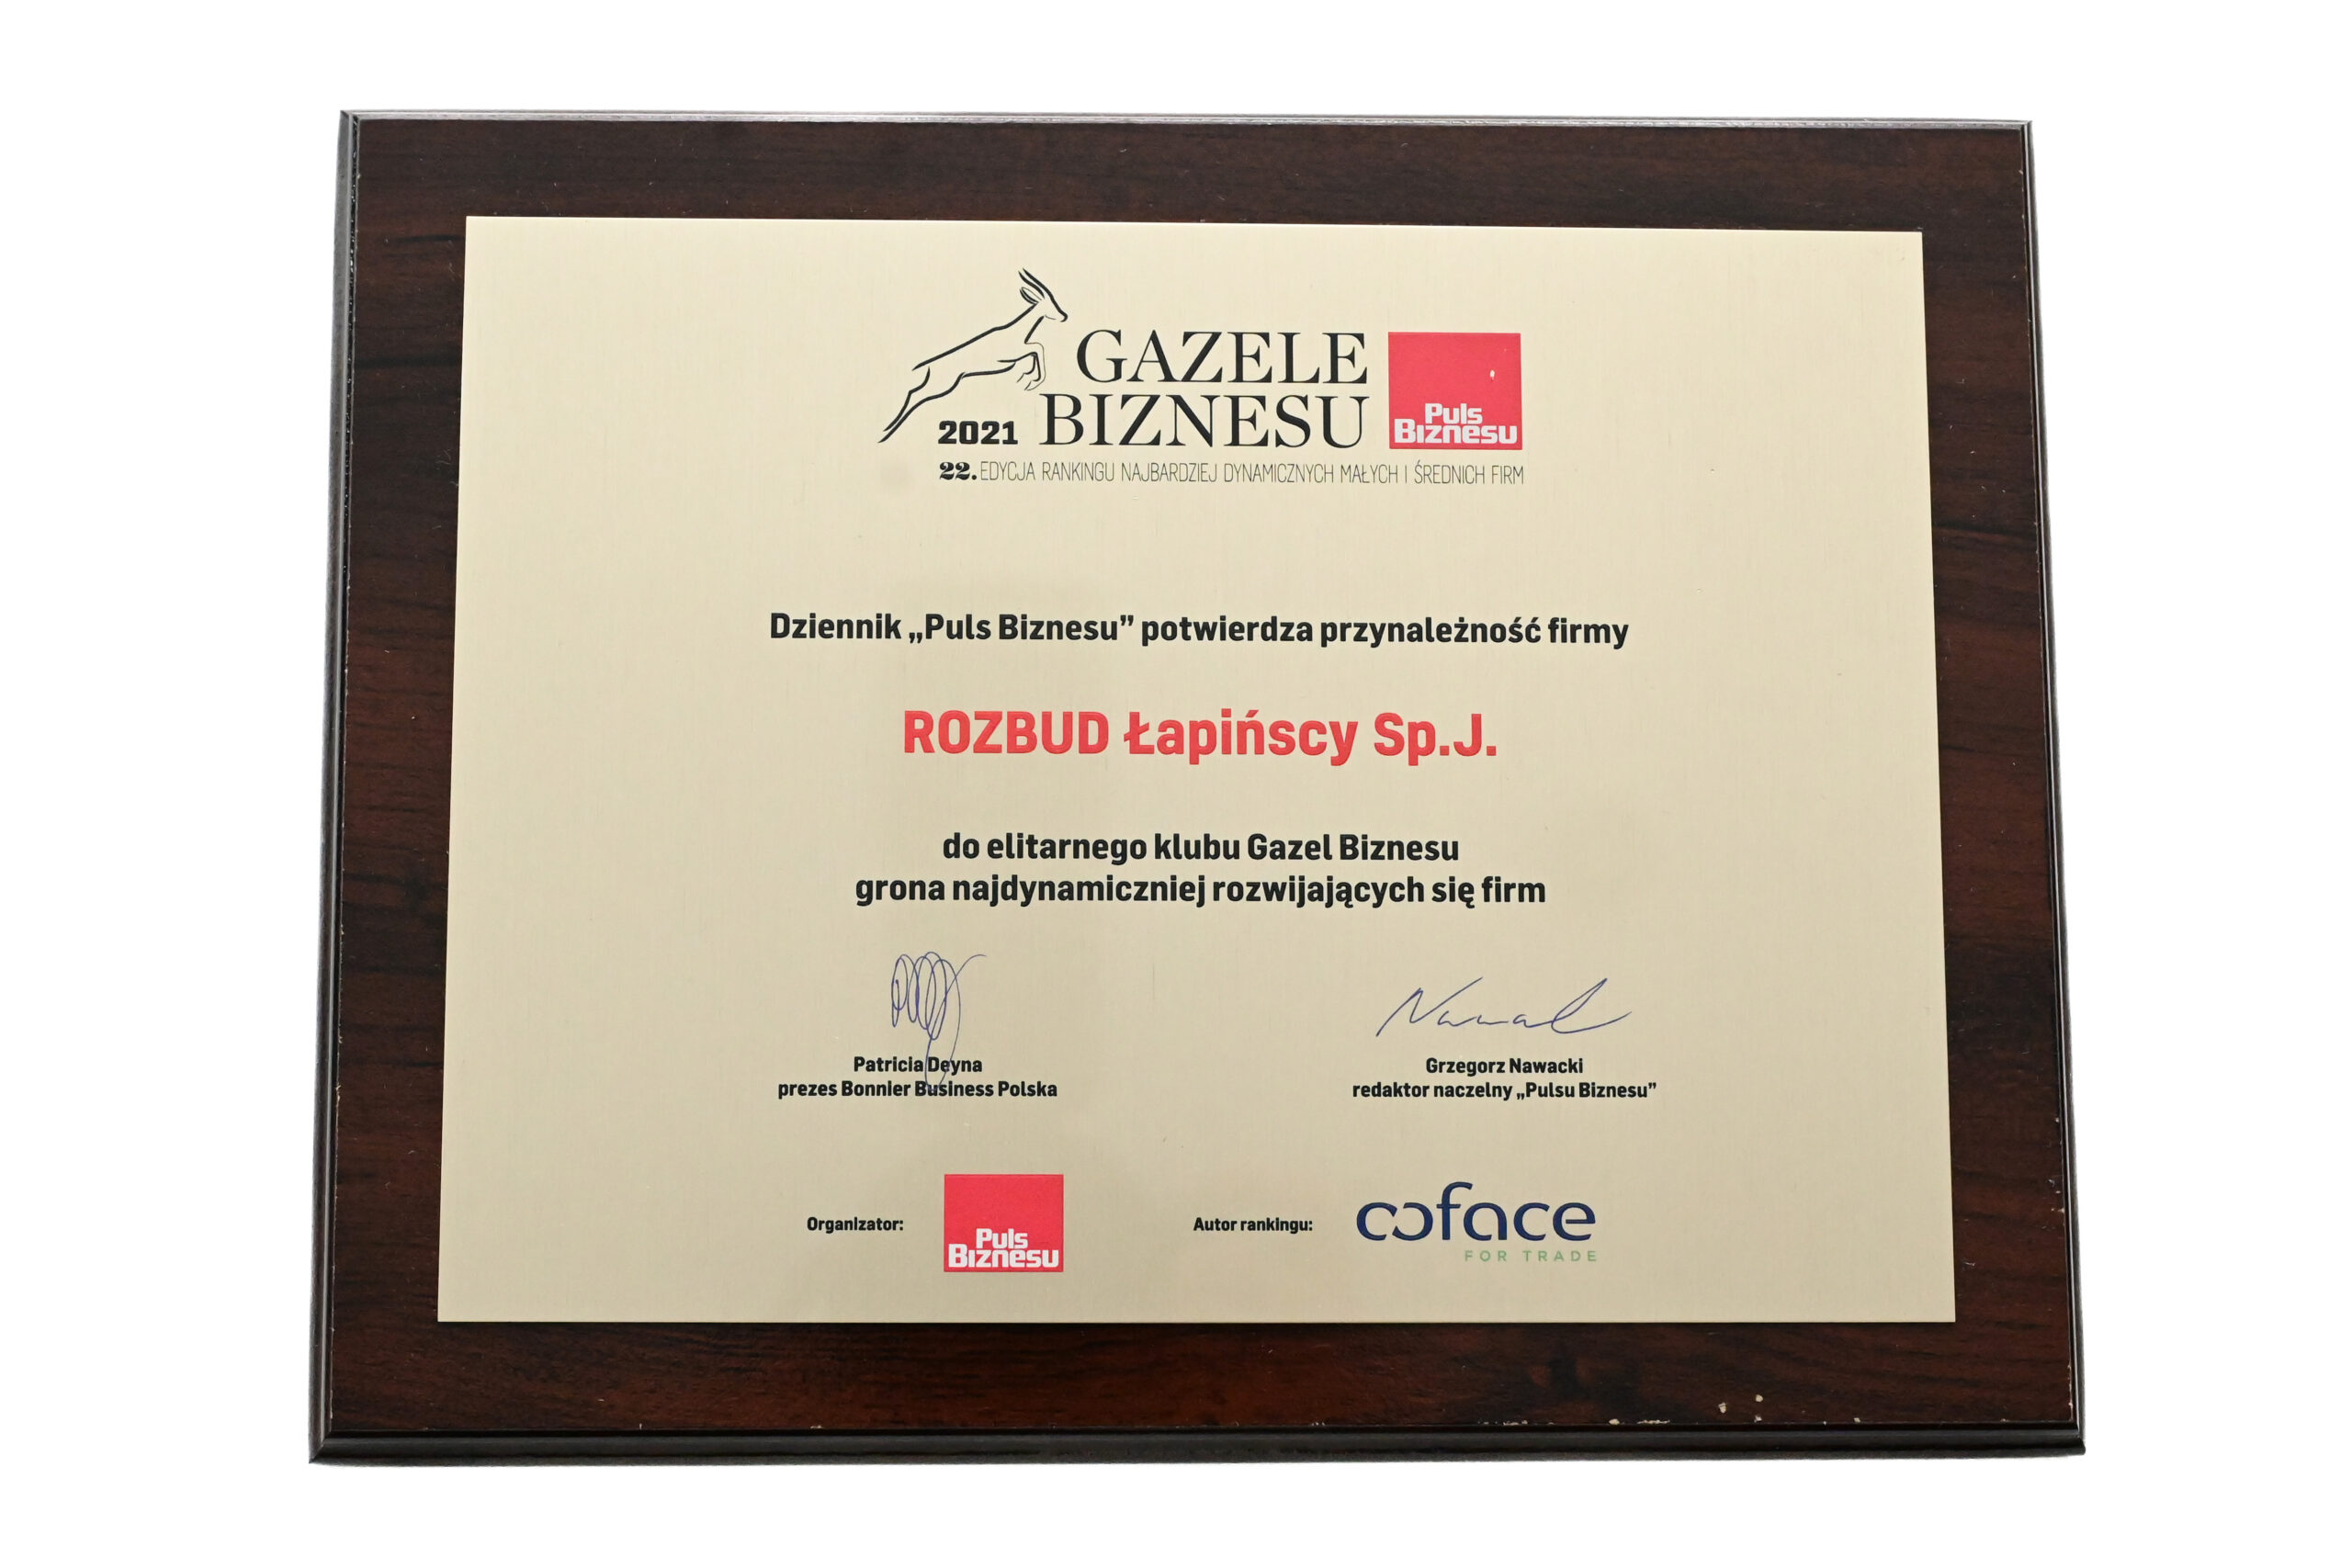 GAZELE
2021 BIZNESU
Puls
Biznesu
22. EDYCJA RANKINGU NAJBARDZIEJ DYNAMICZNYCH MAŁYCH I ŚREDNICH FIRM
Dziennik „Puls Biznesu” potwierdza przynależność firmy
ROZBUD Łapińscy Sp.J.
do elitarnego klubu Gazel Biznesu
grona najdynamiczniej rozwijających się firm
Patricia Deyna
prezes Bonnier Business Polska
Grzegorz Nawacki
redaktor naczelny „Pulsu Biznesu”
Organizator:
Puls
Biznesu
Autor rankingu:
coface
FOR TRADE